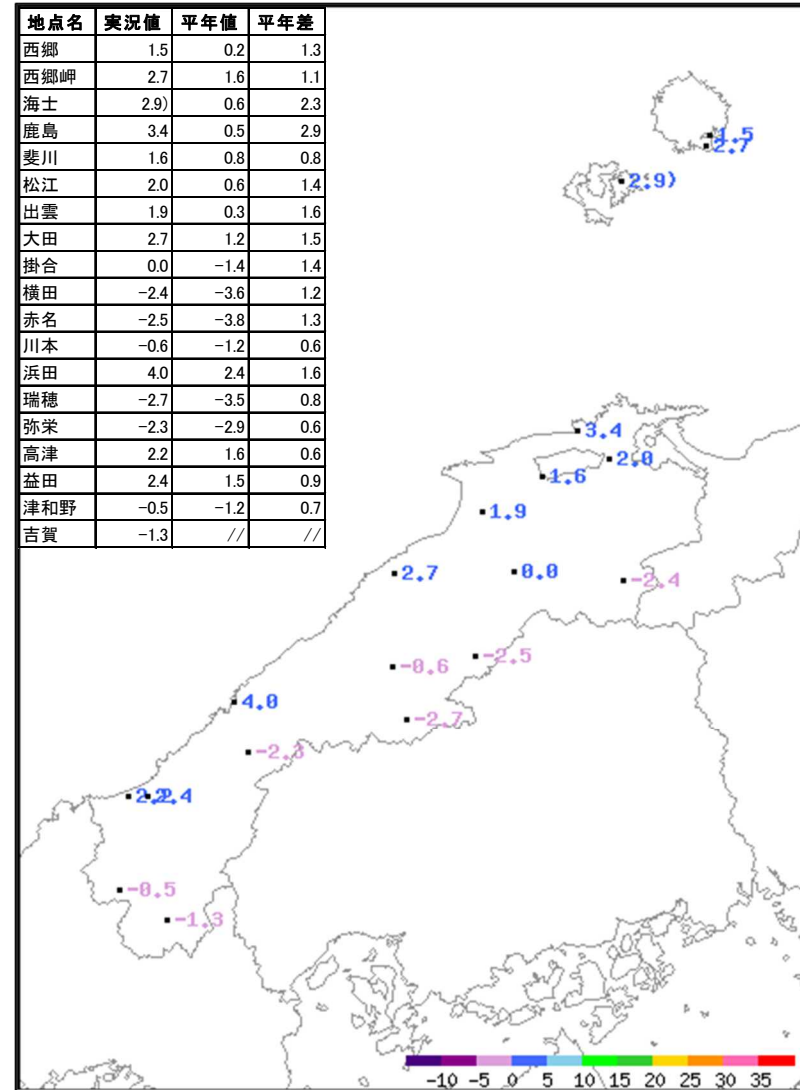 地点名 実況値 平年値 平年差
西郷 1.5 0.2 1.3
西郷岬 2.7 1.6 1.1
海士 2.9) 0.6 2.3
鹿島 3.4 0.5 2.9
斐川 1.6 0.8 0.8
松江 2.0 0.6 1.4
出雲 1.9 0.3 1.6
大田 2.7 1.2 1.5
掛合 0.0 -1.4 1.4
横田 -2.4 -3.6 1.2
赤名 -2.5 -3.8 1.3
川本 -0.6 -1.2 0.6
浜田 4.0 2.4 1.6
瑞穂 -2.7 -3.5 0.8
弥栄 -2.3 -2.9 0.6
高津 2.2 1.6 0.6
益田 2.4 1.5 0.9
津和野 -0.5 -1.2 0.7
吉賀 -1.3 // //
1.5
2.7
2.9)
3.4
2.0
1.6
1.9
2.7 0.0 -2.4
-2.5
-0.6
4.0
-2.7
-2.3
2.2 2.4
-0.5
-1.3
-10 -5 0 5 10 15 20 25 30 35